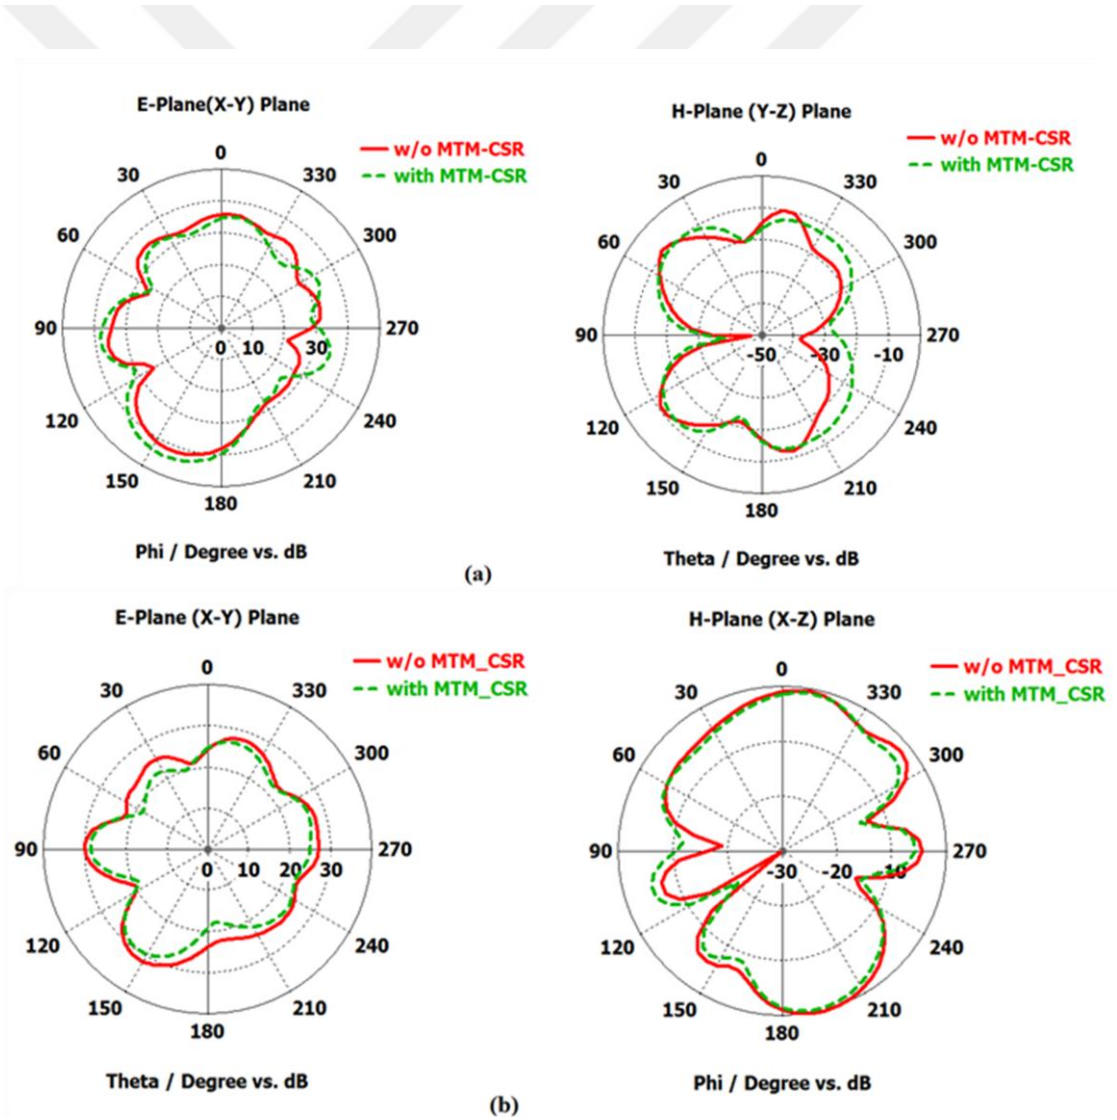 E-Plane(X-Y) Plane
w/o MTM-CSR
with MTM-CSR
0
30 330
60 300
90 0 10 30 270
120 240
150 210
180
Phi / Degree vs. dB
H-Plane (Y-Z) Plane
w/o MTM-CSR
with MTM-CSR
0
30 330
60 300
90 -50 -30 -10 270
120 240
150 210
180
Theta / Degree vs. dB
(a)
E-Plane (X-Y) Plane
w/o MTM_CSR
with MTM_CSR
0
30 330
60 300
90 0 10 20 30 270
120 240
150 210
180
Theta / Degree vs. dB
H-Plane (X-Z) Plane
w/o MTM_CSR
with MTM_CSR
0
30 330
60 300
90 -30 -20 -10 270
120 240
150 210
180
Phi / Degree vs. dB
(b)